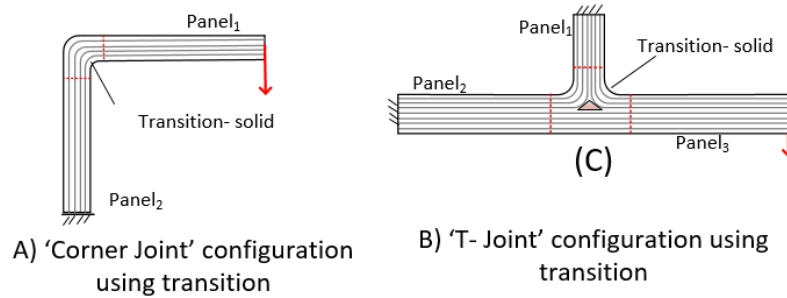 Panel₁
Transition- solid
Panel₂
A) ‘Corner Joint’ configuration
using transition
Panel₁
Transition- solid
Panel₂
(C)
Panel₃
B) ‘T- Joint’ configuration using
transition